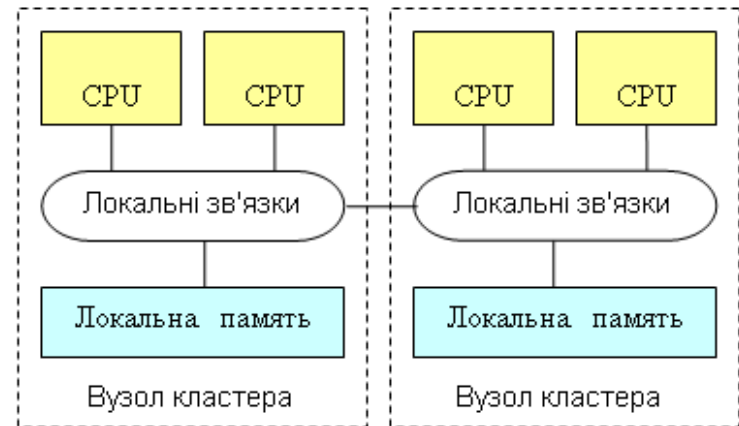 CPU CPU CPU CPU
Локальні зв'язки Локальні зв'язки
Локальна память Локальна память
Вузол кластера Вузол кластера